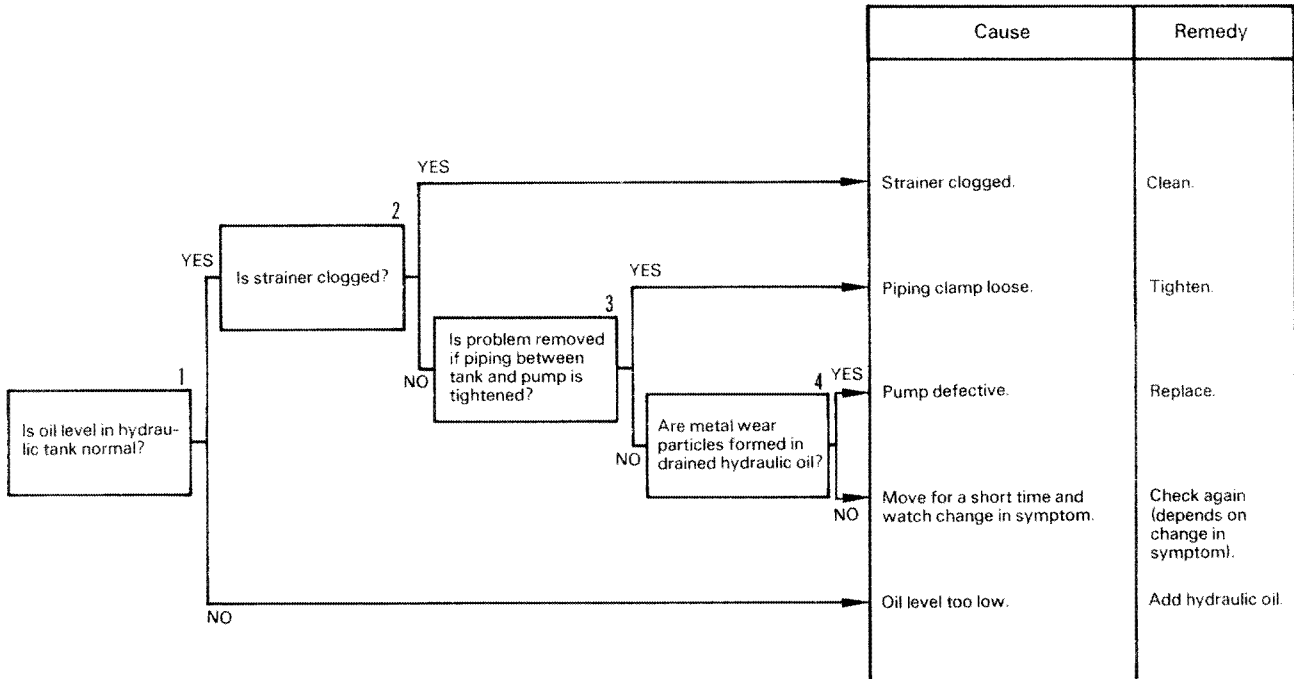 Cause
Remedy
YES
Strainer clogged.
Clean.
2
YES
Is strainer clogged?
YES
Piping clamp loose.
Tighten.
3
Is problem removed
if piping between
tank and pump is
tightened?
NO
1
Is oil level in hydrau-
lic tank normal?
4
YES
Pump defective.
Replace.
Are metal wear
particles formed in
drained hydraulic oil?
NO
NO
Move for a short time and
watch change in symptom.
Check again
(depends on
change in
symptom).
NO
Oil level too low.
Add hydraulic oil.